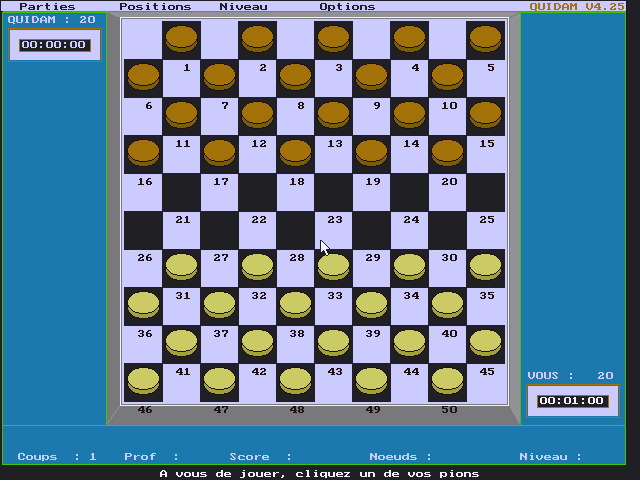 Parties Positions Niveau Options QUIDAM V4.25
QUIDAM : 20
00:00:00
1 2 3 4 5
6 7 8 9 10
11 12 13 14 15
16 17 18 19 20
21 22 23 24 25
26 27 28 29 30
31 32 33 34 35
36 37 38 39 40
41 42 43 44 45
46 47 48 49 50
VOUS : 20
00:01:00
Coups : 1 Prof : Score : Noeuds : Niveau :
A vous de jouer, cliquez un de vos pions